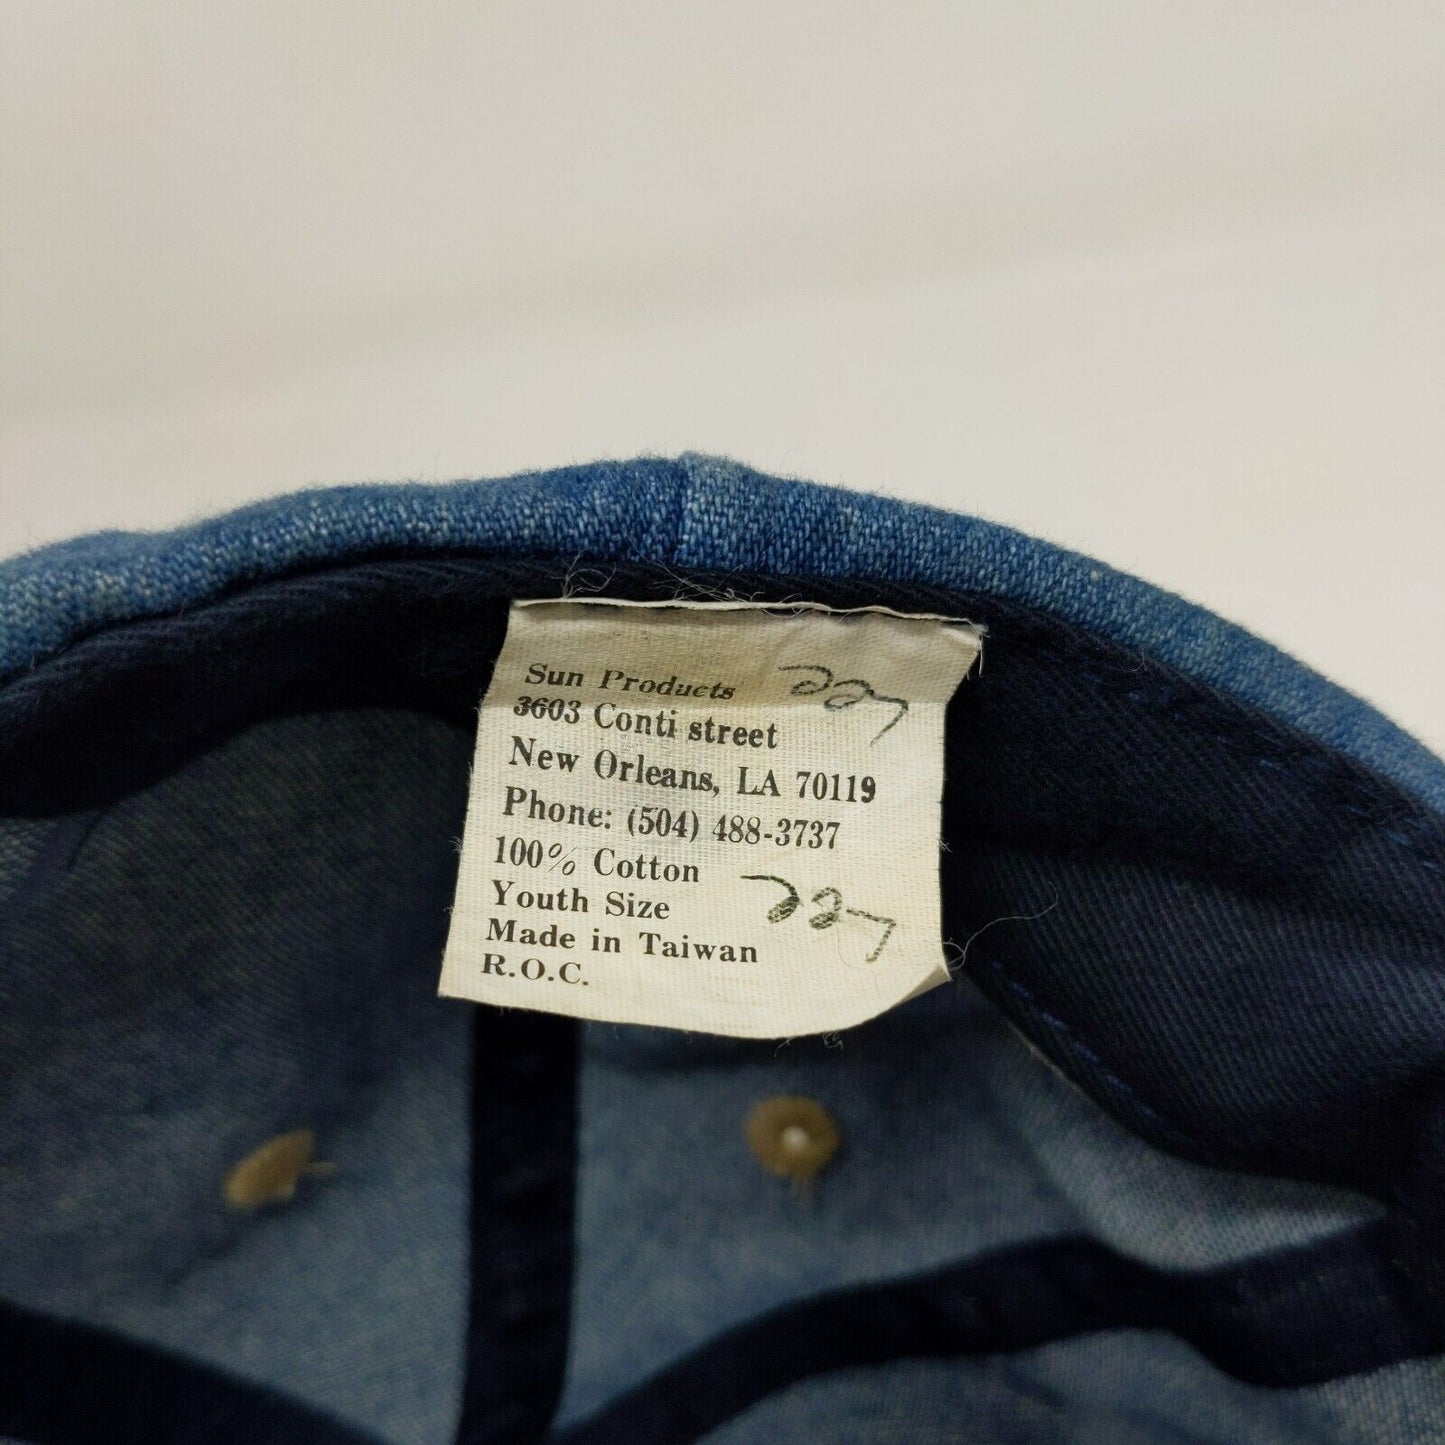 Sun Products
3603 Conti street
New Orleans, LA 70119
Phone: (504) 488-3737
100% Cotton
Youth Size
Made in Taiwan
R.O.C.